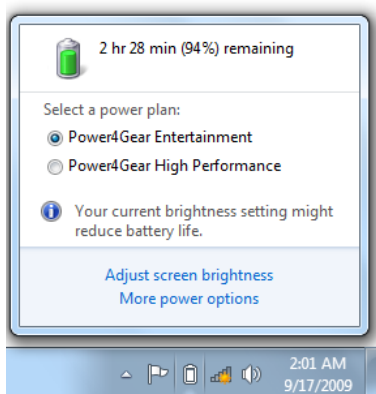 2 hr 28 min (94%) remaining
Select a power plan:
Power4Gear Entertainment
Power4Gear High Performance
Your current brightness setting might
reduce battery life.
Adjust screen brightness
More power options
2:01 AM
9/17/2009